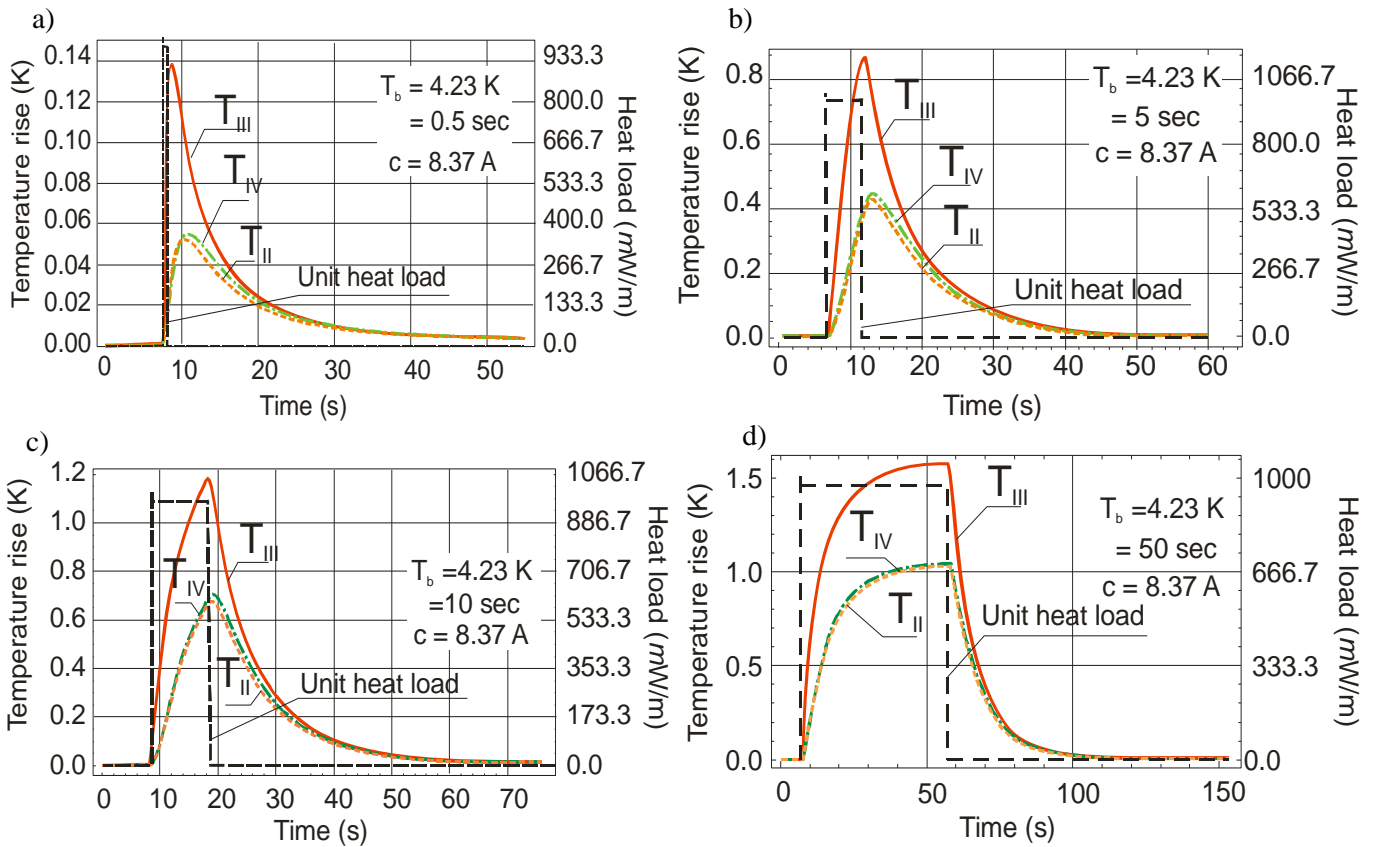 a)
Temperature rise (K)
0.14
0.12
0.10
0.08
0.06
0.04
0.02
0.00
933.3
800.0
666.7
533.3
400.0
266.7
133.3
0.0
Heat load (mW/m)
T_b = 4.23 K
= 0.5 sec
c = 8.37 A
T_III
T_IV
T_II
Unit heat load
0 10 20 30 40 50
Time (s)
b)
Temperature rise (K)
0.8
0.6
0.4
0.2
0.0
1066.7
800.0
533.3
266.7
0.0
Heat load (mW/m)
T_b =4.23 K
= 5 sec
c = 8.37 A
T_III
T_IV
T_II
Unit heat load
0 10 20 30 40 50 60
Time (s)
c)
Temperature rise (K)
1.2
1.0
0.8
0.6
0.4
0.2
0.0
1066.7
886.7
706.7
533.3
353.3
173.3
0.0
Heat load (mW/m)
T_b =4.23 K
=10 sec
c = 8.37 A
T_III
T_IV
T_II
Unit heat load
0 10 20 30 40 50 60 70
Time (s)
d)
Temperature rise (K)
1.5
1.0
0.5
0.0
1000
666.7
333.3
0.0
Heat load (mW/m)
T_b =4.23 K
= 50 sec
c = 8.37 A
T_III
T_IV
T_II
Unit heat load
0 50 100 150
Time (s)